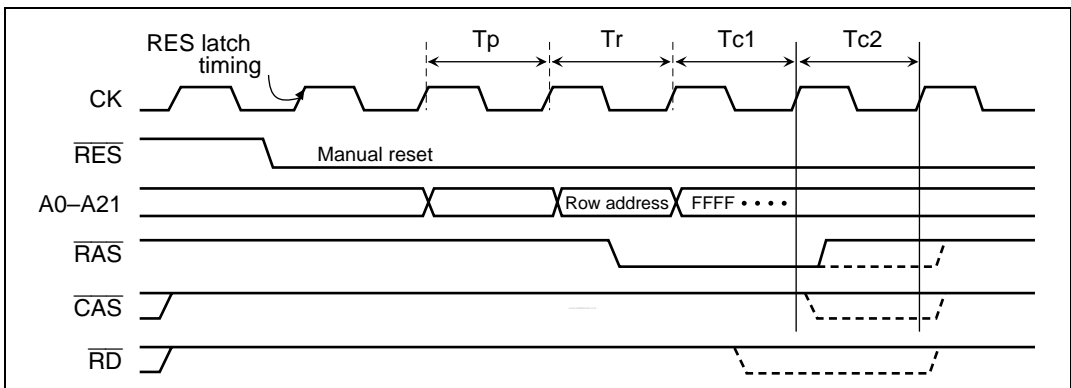 RES latch
timing
Tp Tr Tc1 Tc2
CK
RES
Manual reset
A0–A21
Row address
FFFF • • • •
RAS
CAS
RD